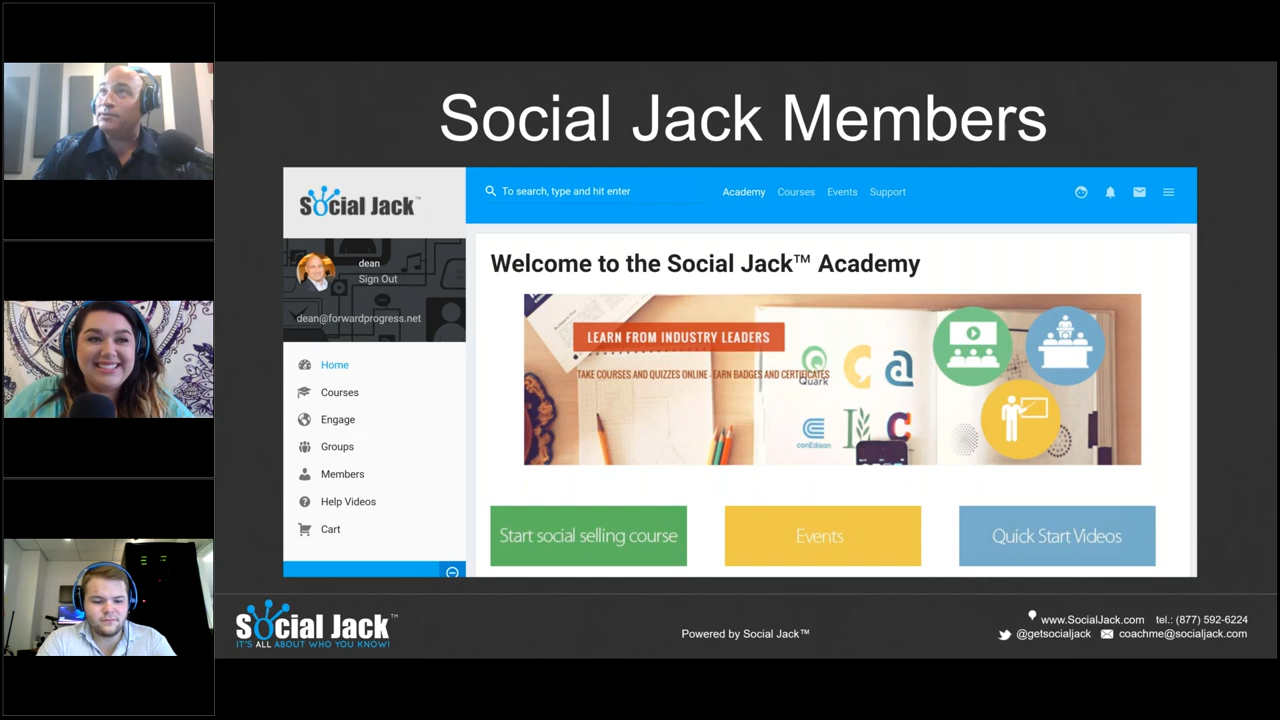 Social Jack Members
Social Jack™
To search, type and hit enter
Academy Courses Events Support
dean
Sign Out
dean@forwardprogress.net
Home
Courses
Engage
Groups
Members
Help Videos
Cart
Welcome to the Social Jack™ Academy
LEARN FROM INDUSTRY LEADERS
TAKE COURSES AND QUIZZES ONLINE - EARN BADGES AND CERTIFICATES
Quark
conEdison
Start social selling course
Events
Quick Start Videos
Social Jack™
IT'S ALL ABOUT WHO YOU KNOW!
Powered by Social Jack™
www.SocialJack.com tel.: (877) 592-6224
@getsocialjack coachme@socialjack.com